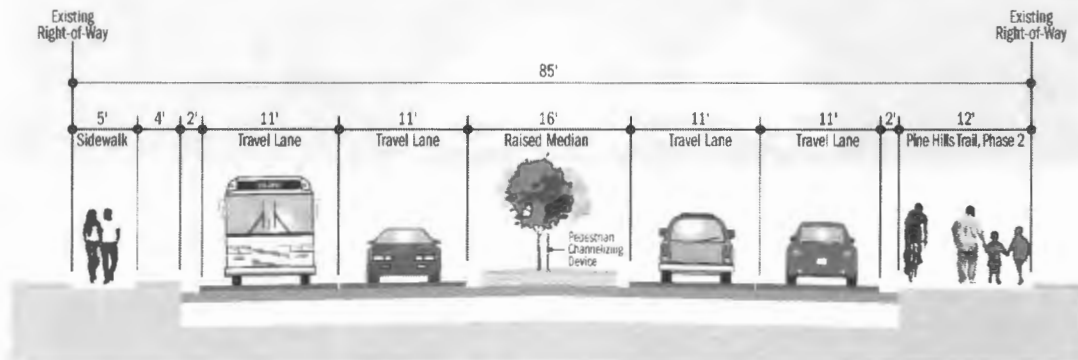 Existing
Right-of-Way
Existing
Right-of-Way
85'
5'
4'
2'
11'
11'
16'
11'
11'
2'
12'
Sidewalk
Travel Lane
Travel Lane
Raised Median
Travel Lane
Travel Lane
Pine Hills Trail, Phase 2
Pedestrian
Channelizing
Device